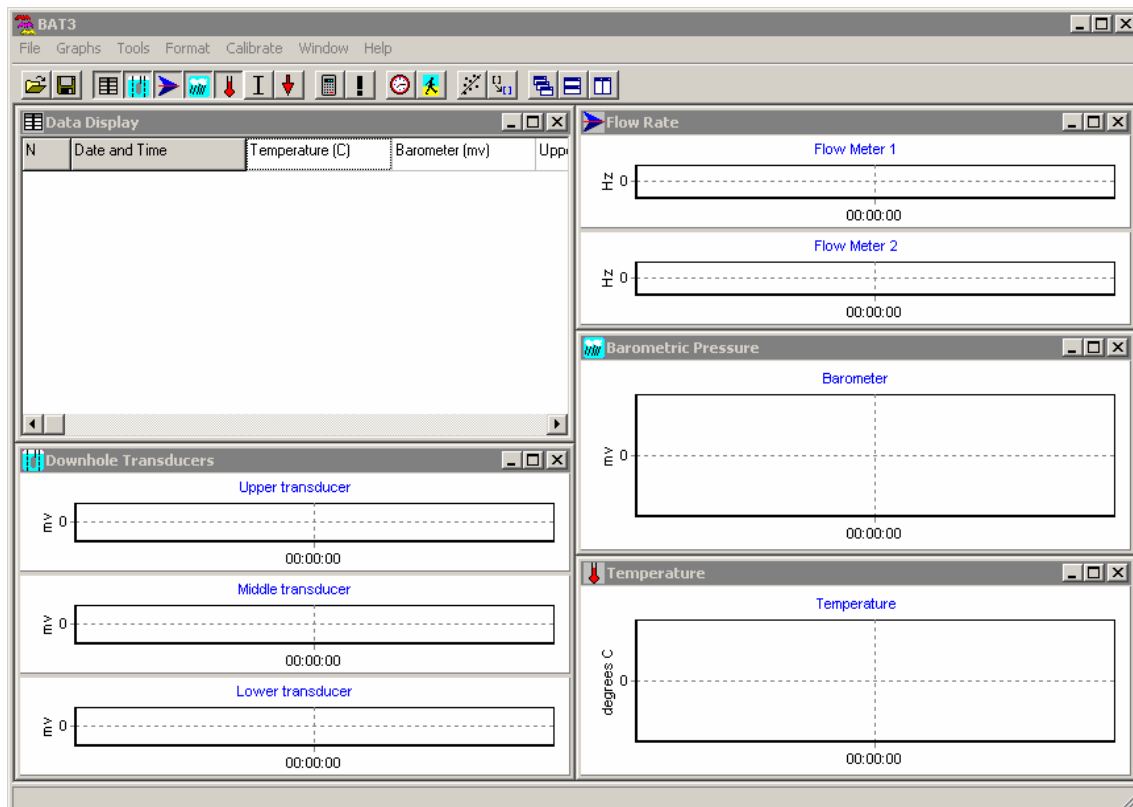 BAT3
File Graphs Tools Format Calibrate Window Help
Data Display
N Date and Time Temperature (C) Barometer (mv) Uppe
Flow Rate
Flow Meter 1
Hz 0
00:00:00
Flow Meter 2
Hz 0
00:00:00
Barometric Pressure
Barometer
mv 0
00:00:00
Downhole Transducers
Upper transducer
mv 0
00:00:00
Middle transducer
mv 0
00:00:00
Lower transducer
mv 0
00:00:00
Temperature
Temperature
degrees C 0
00:00:00